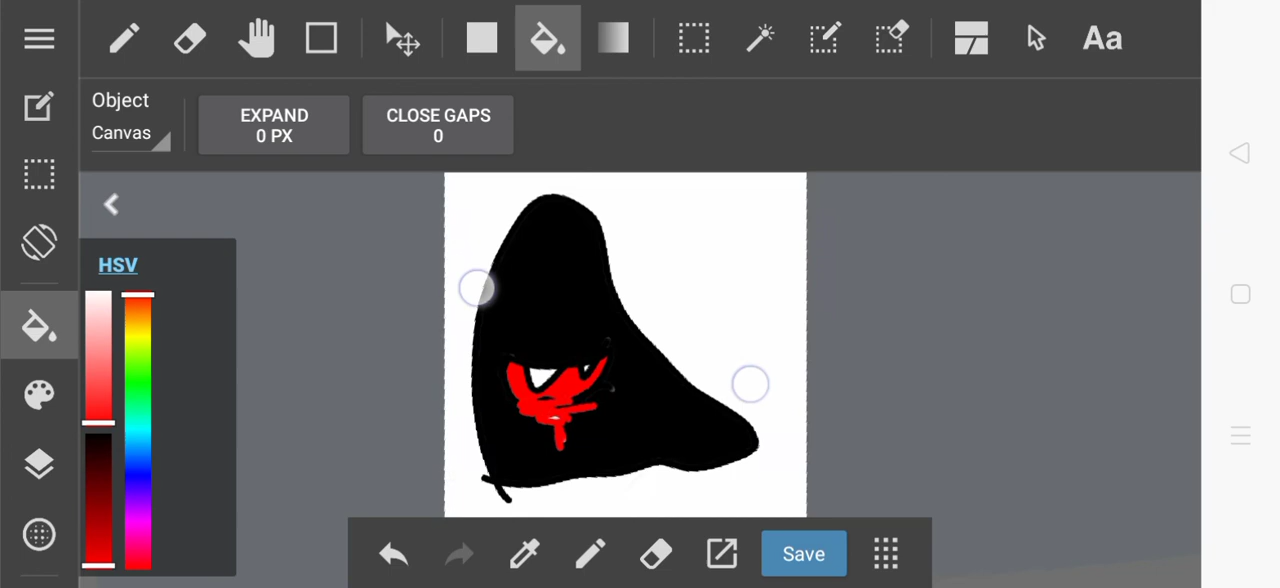 Aa
Object
Canvas
EXPAND
0 PX
CLOSE GAPS
0
HSV
Save